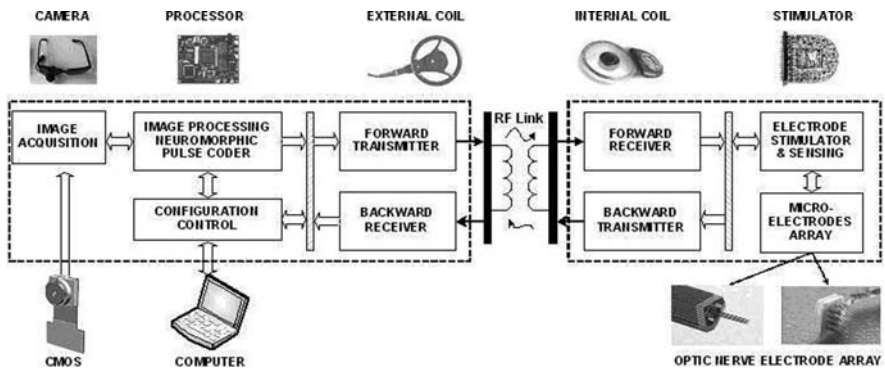 CAMERA
PROCESSOR
EXTERNAL COIL
INTERNAL COIL
STIMULATOR
IMAGE
ACQUISITION
IMAGE PROCESSING
NEUROMORPHIC
PULSE CODER
FORWARD
TRANSMITTER
RF Link
FORWARD
RECEIVER
ELECTRODE
STIMULATOR
& SENSING
CONFIGURATION
CONTROL
BACKWARD
RECEIVER
BACKWARD
TRANSMITTER
MICRO-
ELECTRODES
ARRAY
CMOS
COMPUTER
OPTIC NERVE ELECTRODE ARRAY